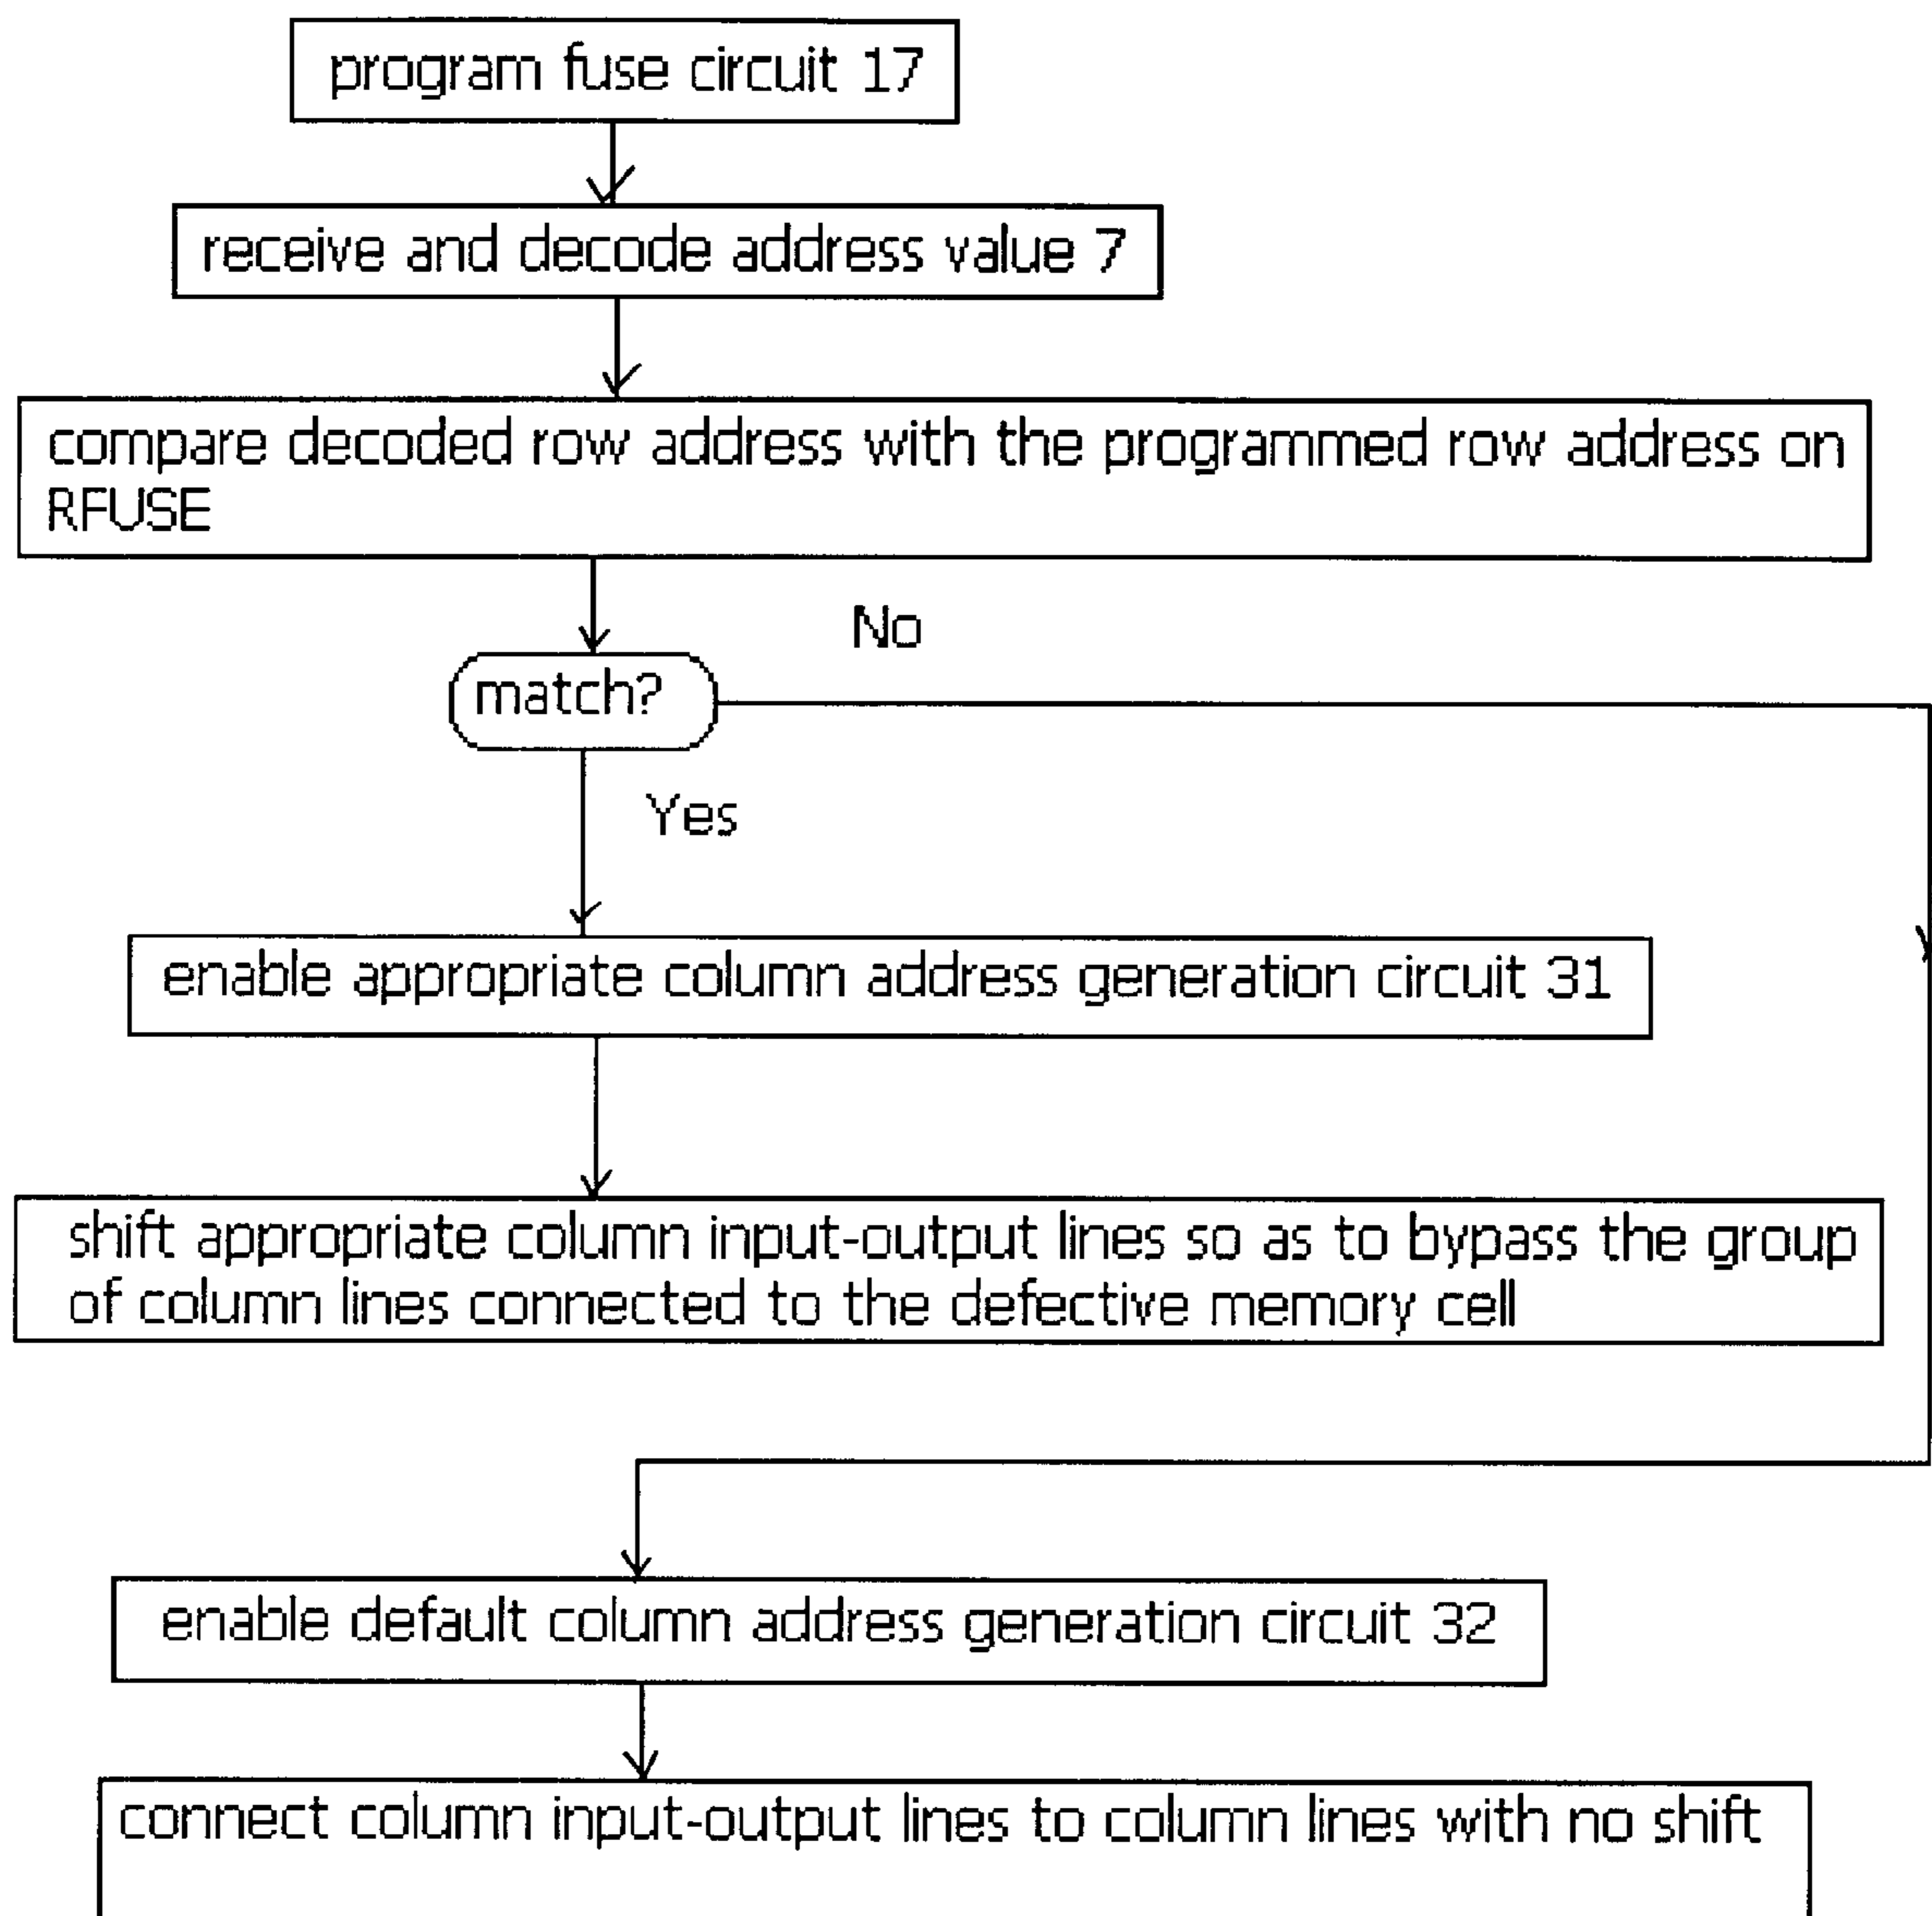 program fuse circuit 17
receive and decode address value 7
compare decoded row address with the programmed row address on
RFUSE
No
match?
Yes
enable appropriate column address generation circuit 31
shift appropriate column input-output lines so as to bypass the group
of column lines connected to the defective memory cell
enable default column address generation circuit 32
connect column input-output lines to column lines with no shift